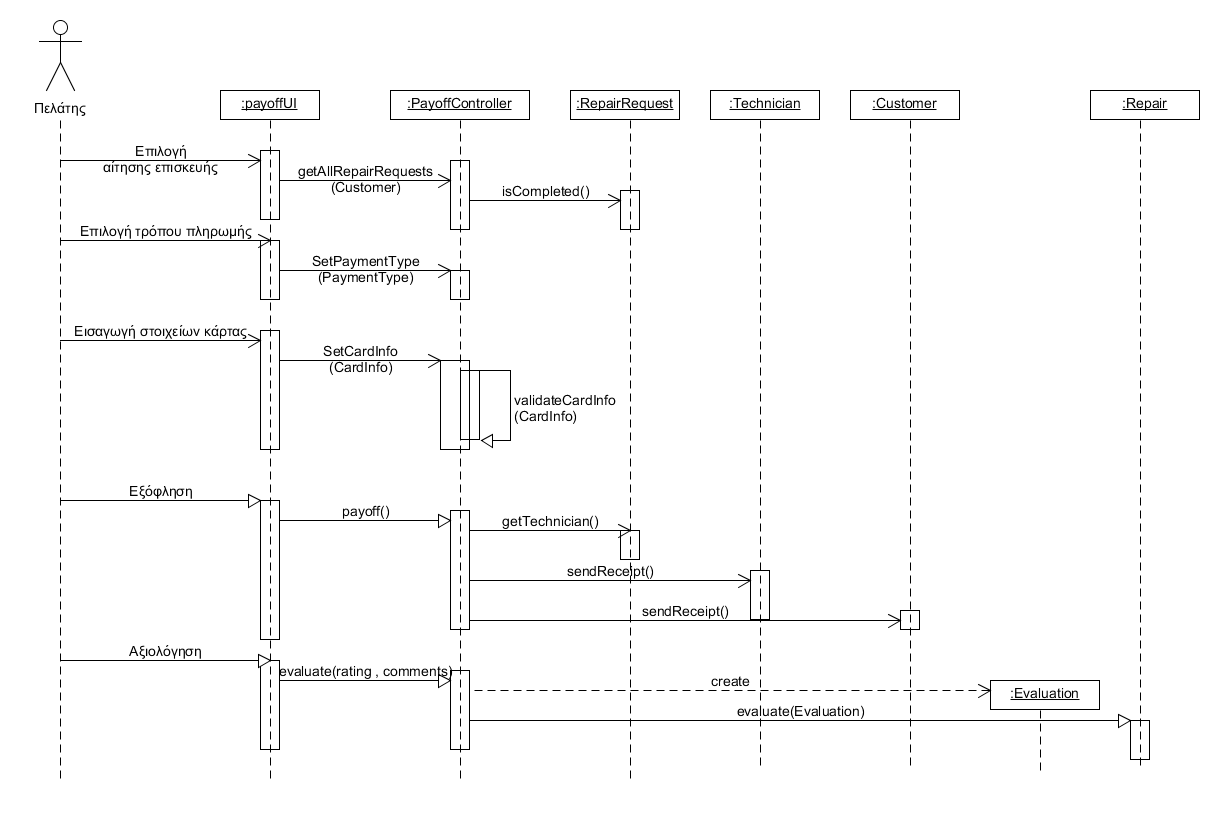 Πελάτης
:payoffUI
:PayoffController
:RepairRequest
:Technician
:Customer
:Repair
Επιλογή
αίτησης επισκευής
getAllRepairRequests
(Customer)
isCompleted()
Επιλογή τρόπου πληρωμής
SetPaymentType
(PaymentType)
Εισαγωγή στοιχείων κάρτας
SetCardInfo
(CardInfo)
validateCardInfo
(CardInfo)
Εξόφληση
payoff()
getTechnician()
sendReceipt()
sendReceipt()
Αξιολόγηση
evaluate(rating , comments)
create
:Evaluation
evaluate(Evaluation)